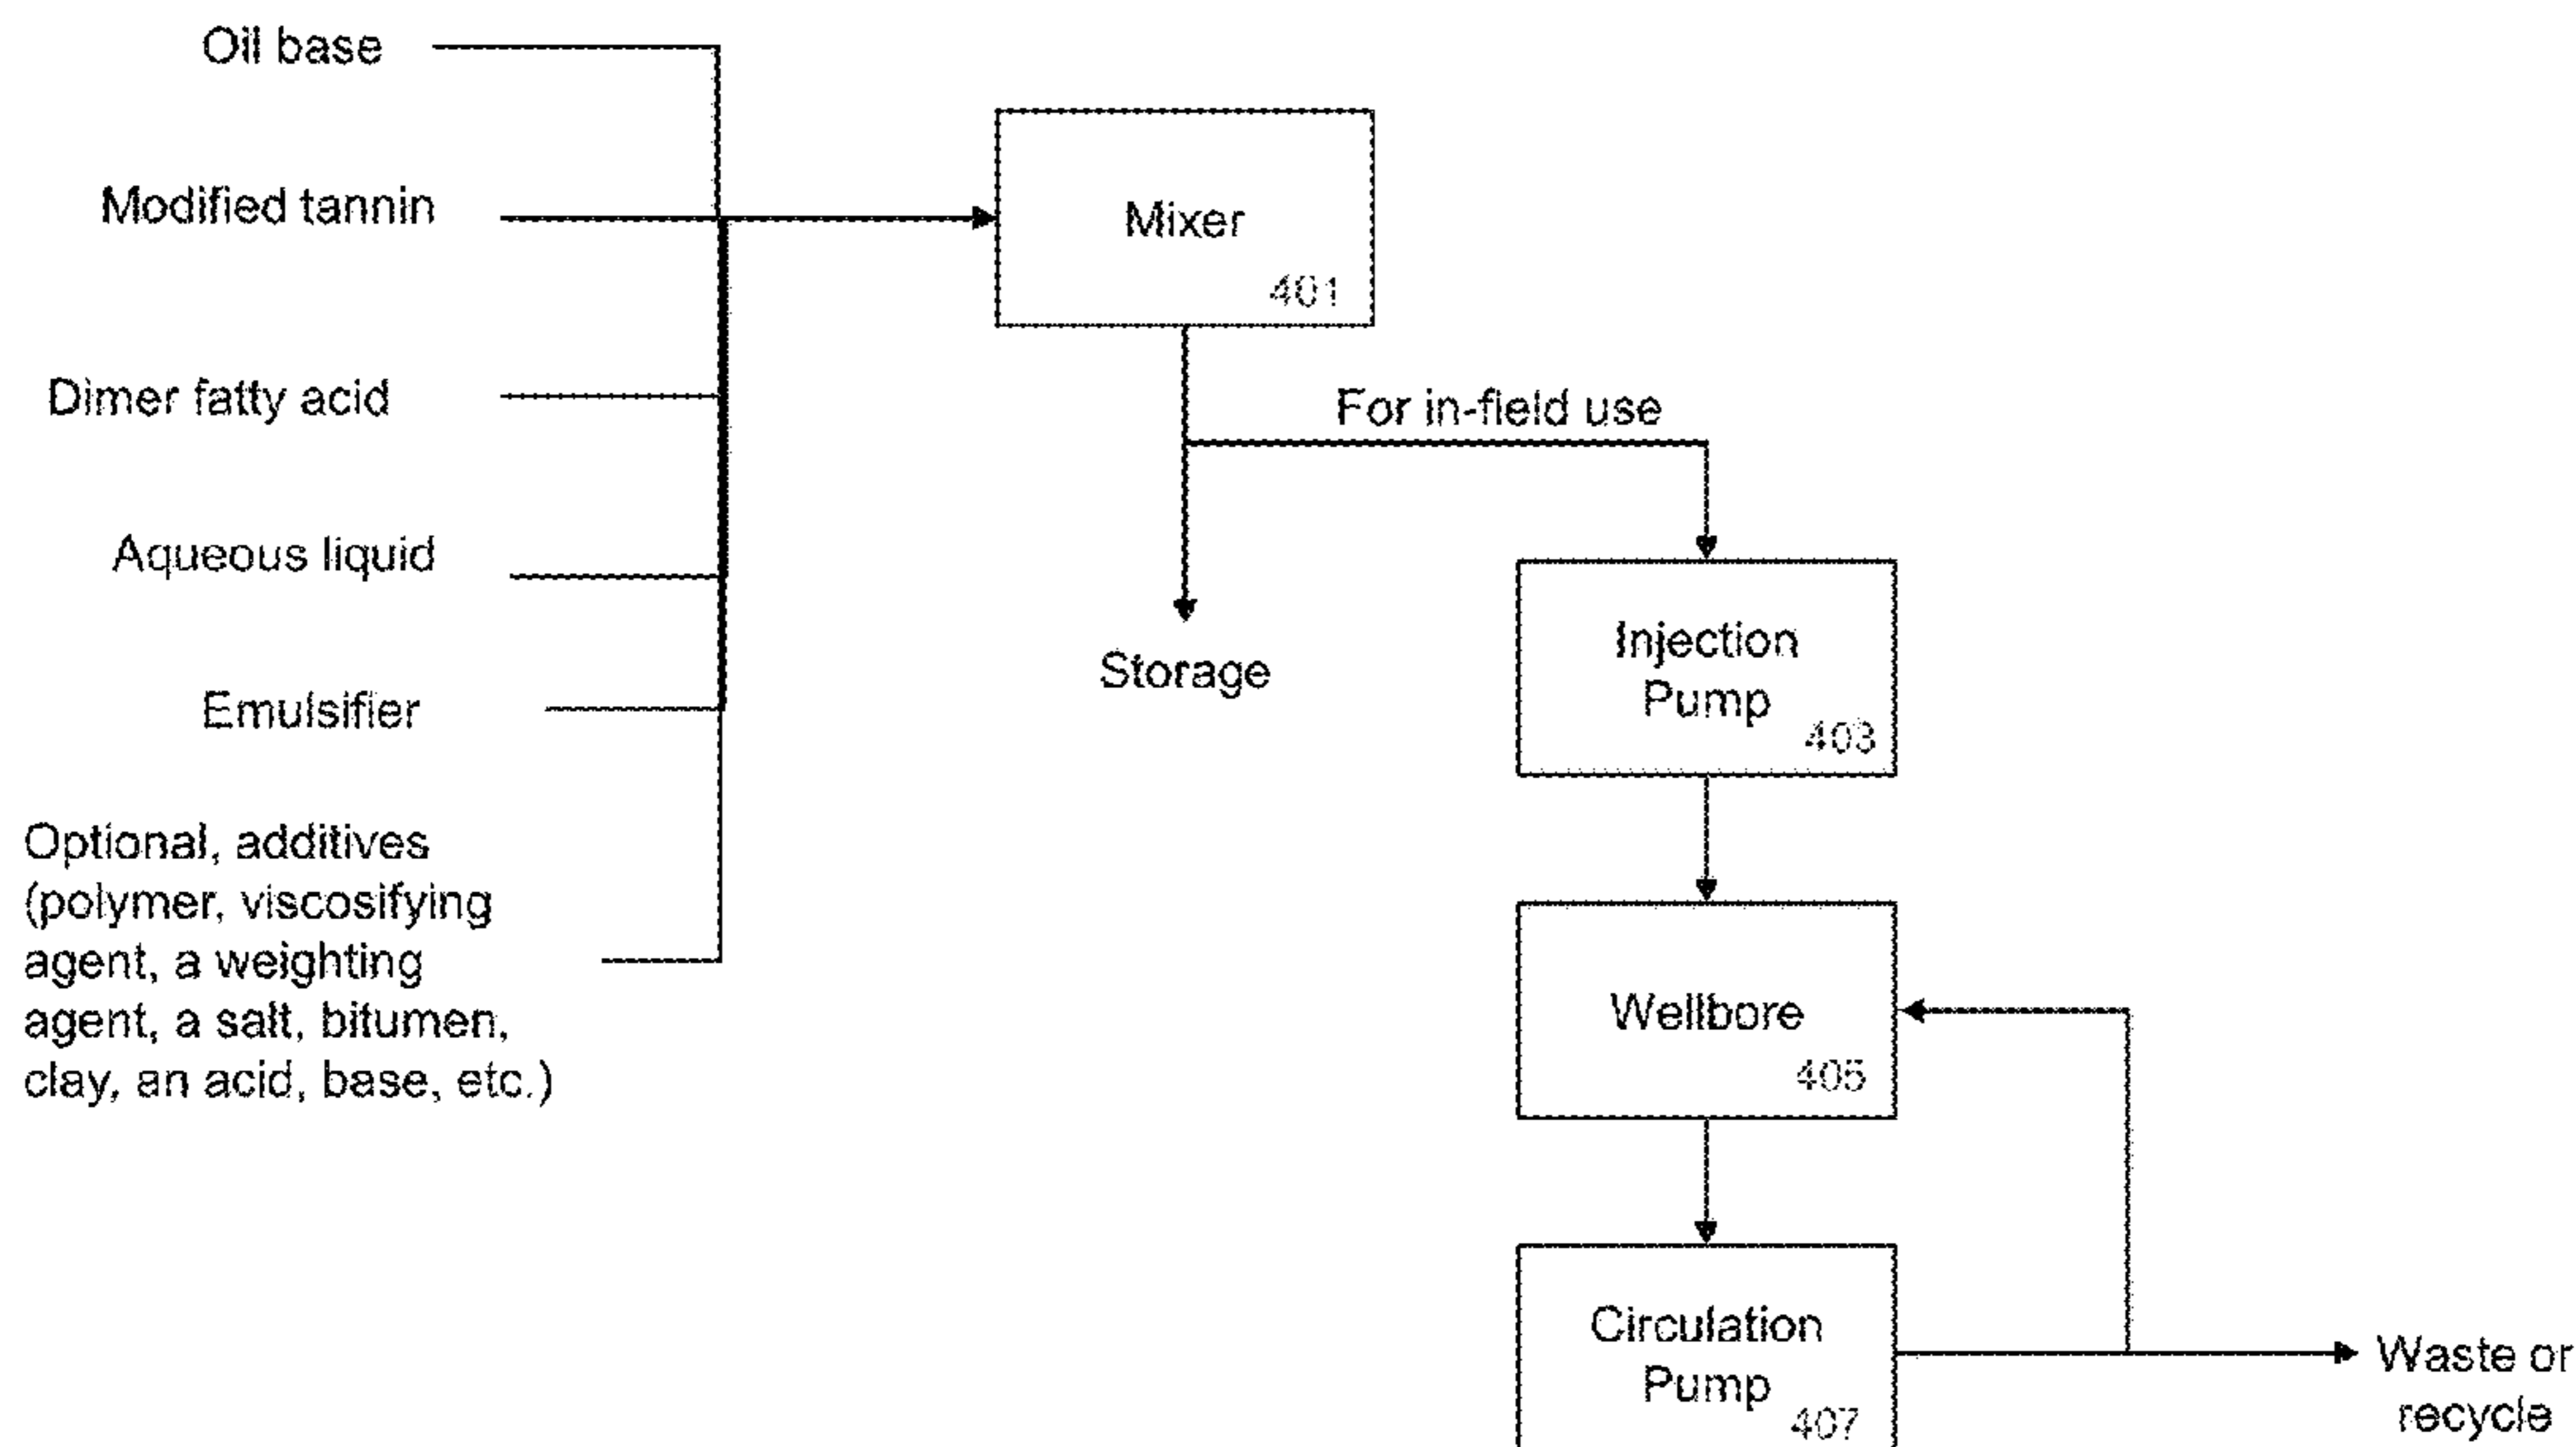 Oil base
Modified tannin
Mixer
401
Dimer fatty acid
For in-field use
Aqueous liquid
Storage
Injection
Pump
403
Emulsifier
Optional, additives
(polymer, viscosifying
agent, a weighting
agent, a salt, bitumen,
clay, an acid, base, etc.)
Wellbore
405
Circulation
Pump
407
Waste or
recycle